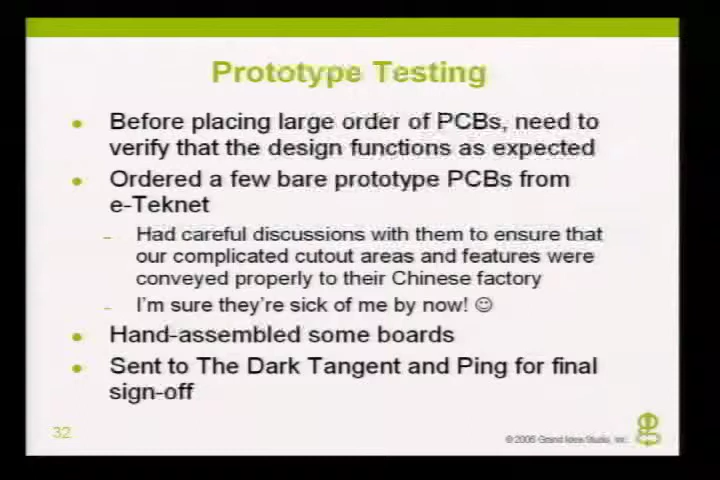 Prototype Testing
• Before placing large order of PCBs, need to
verify that the design functions as expected
• Ordered a few bare prototype PCBs from
e-Teknet
– Had careful discussions with them to ensure that
our complicated cutout areas and features were
conveyed properly to their Chinese factory
– I'm sure they're sick of me by now! ☺
• Hand-assembled some boards
• Sent to The Dark Tangent and Ping for final
sign-off
32
© 2006 Grand Idea Studio, Inc.